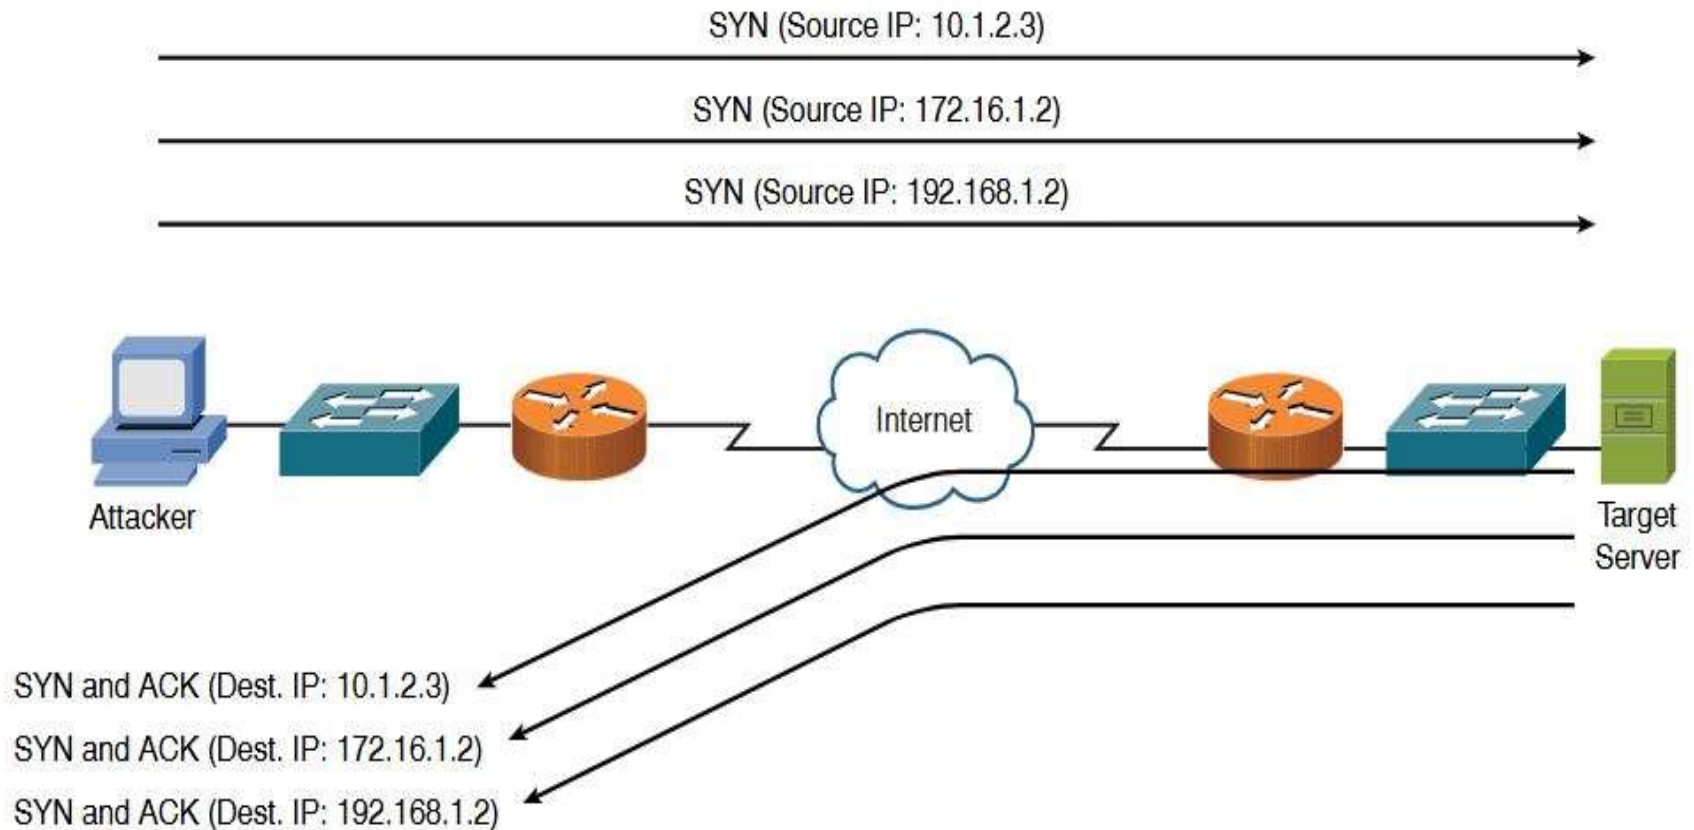 SYN (Source IP: 10.1.2.3)
SYN (Source IP: 172.16.1.2)
SYN (Source IP: 192.168.1.2)
Internet
Attacker
Target
Server
SYN and ACK (Dest. IP: 10.1.2.3)
SYN and ACK (Dest. IP: 172.16.1.2)
SYN and ACK (Dest. IP: 192.168.1.2)